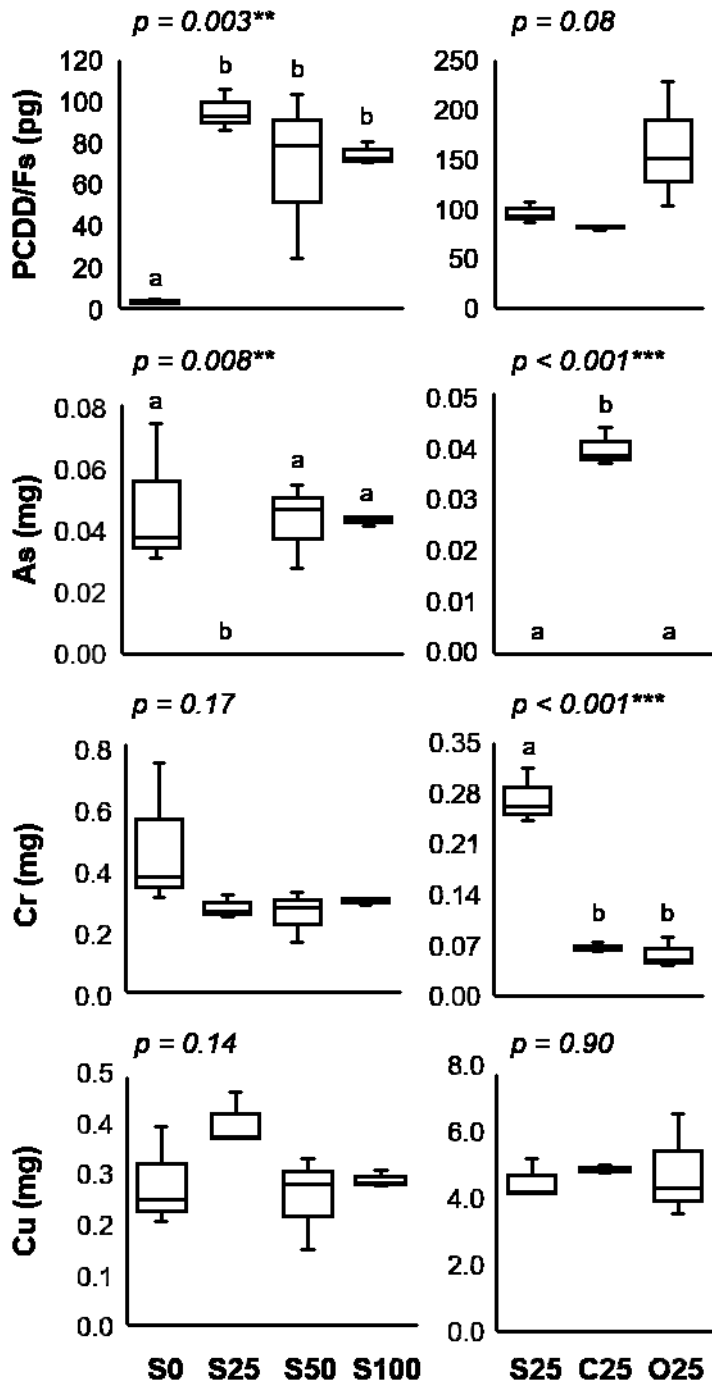 p = 0.003**
p = 0.08
PCDD/Fs (pg)
120
100
80
60
40
20
0
a
b
b
b
250
200
150
100
50
0
p = 0.008**
p < 0.001***
As (mg)
0.08
0.06
0.04
0.02
0.00
a
b
a
a
0.05
0.04
0.03
0.02
0.01
0.00
a
b
a
p = 0.17
p < 0.001***
Cr (mg)
0.8
0.6
0.4
0.2
0.0
0.35
0.28
0.21
0.14
0.07
0.00
a
b
b
p = 0.14
p = 0.90
Cu (mg)
0.5
0.4
0.3
0.2
0.1
0.0
8.0
6.0
4.0
2.0
0.0
S0 S25 S50 S100
S25 C25 O25